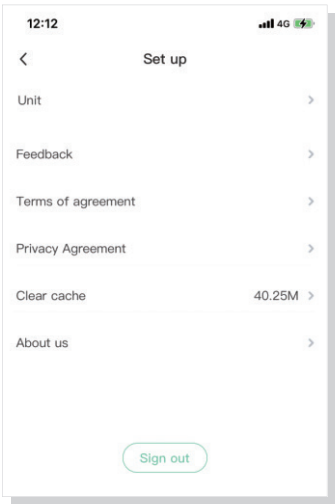 12:12 4G
Set up
Unit
Feedback
Terms of agreement
Privacy Agreement
Clear cache 40.25M
About us
Sign out